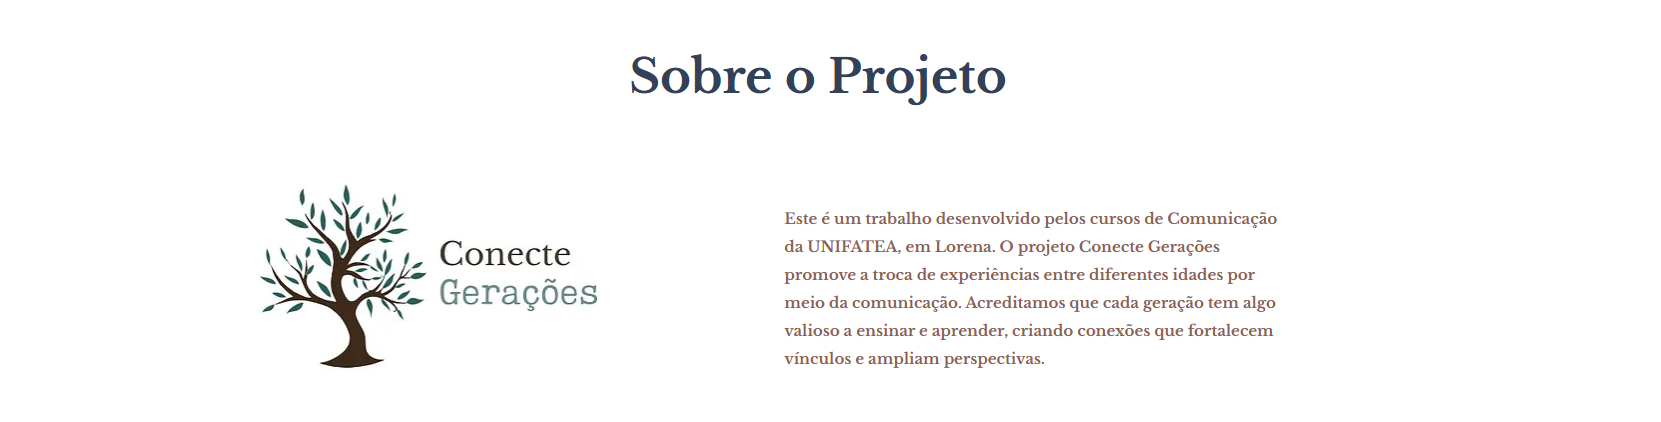 Sobre o Projeto
Conecte
Gerações
Este é um trabalho desenvolvido pelos cursos de Comunicação
da UNIFATEA, em Lorena. O projeto Conecte Gerações
promove a troca de experiências entre diferentes idades por
meio da comunicação. Acreditamos que cada geração tem algo
valioso a ensinar e aprender, criando conexões que fortalecem
vínculos e ampliam perspectivas.